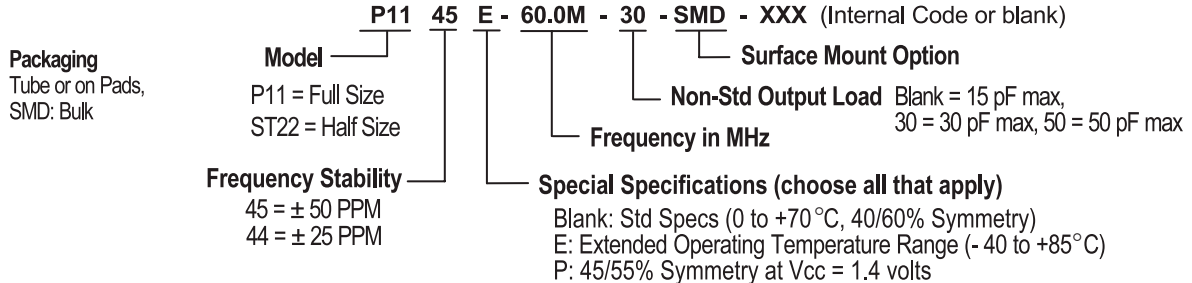 P11 45 E - 60.0M - 30 - SMD - XXX (Internal Code or blank)
Packaging
Tube or on Pads,
SMD: Bulk
Model
P11 = Full Size
ST22 = Half Size
Surface Mount Option
Non-Std Output Load Blank = 15 pF max,
30 = 30 pF max, 50 = 50 pF max
Frequency in MHz
Frequency Stability
45 = ± 50 PPM
44 = ± 25 PPM
Special Specifications (choose all that apply)
Blank: Std Specs (0 to +70°C, 40/60% Symmetry)
E: Extended Operating Temperature Range (- 40 to +85°C)
P: 45/55% Symmetry at Vcc = 1.4 volts